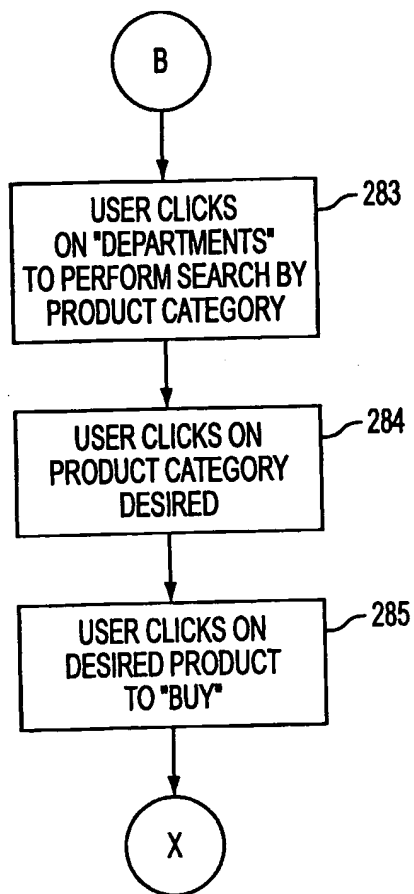 B
USER CLICKS
ON "DEPARTMENTS"
TO PERFORM SEARCH BY
PRODUCT CATEGORY
283
USER CLICKS ON
PRODUCT CATEGORY
DESIRED
284
USER CLICKS ON
DESIRED PRODUCT
TO "BUY"
285
X